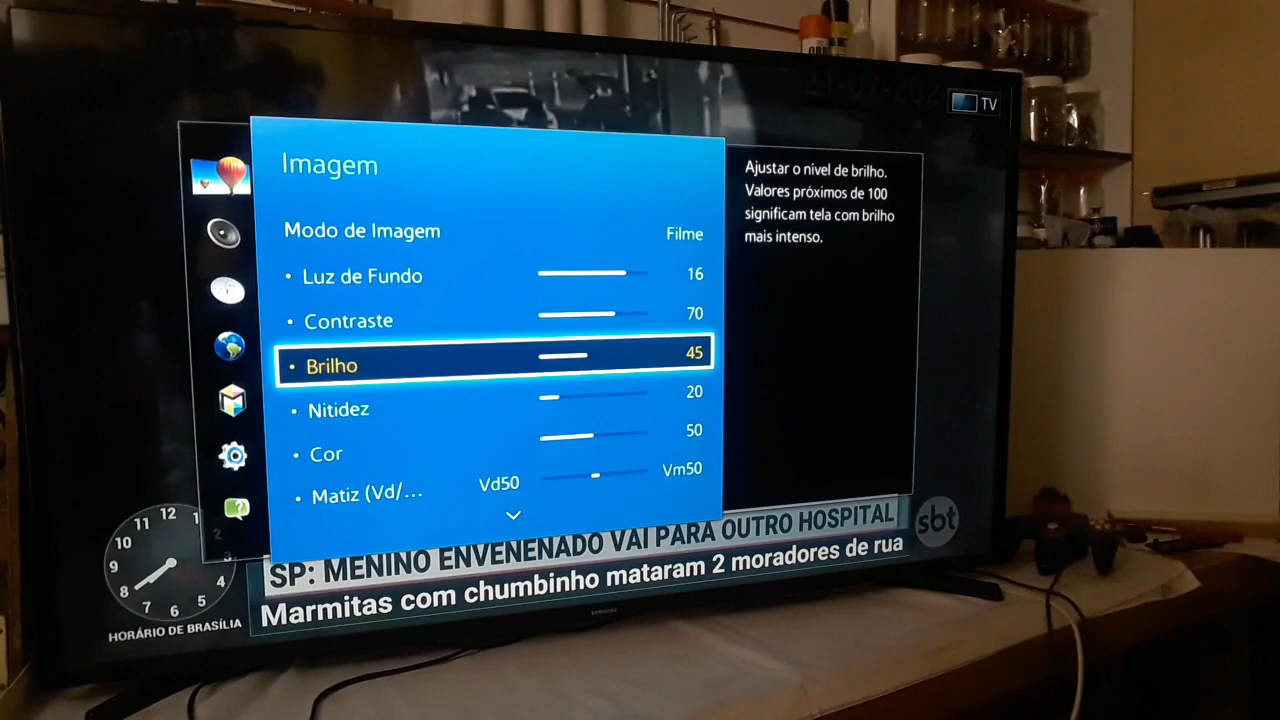 TV
Imagem
Modo de Imagem Filme
• Luz de Fundo 16
• Contraste 70
• Brilho 45
• Nitidez 20
• Cor 50
• Matiz (Vd/... Vd50 Vm50
Ajustar o nível de brilho.
Valores próximos de 100
significam tela com brilho
mais intenso.
12
11 1
10 2
9 3
8 4
7 6 5
HORÁRIO DE BRASÍLIA
SP: MENINO ENVENENADO VAI PARA OUTRO HOSPITAL
Marmitas com chumbinho mataram 2 moradores de rua
sbt
SAMSUNG